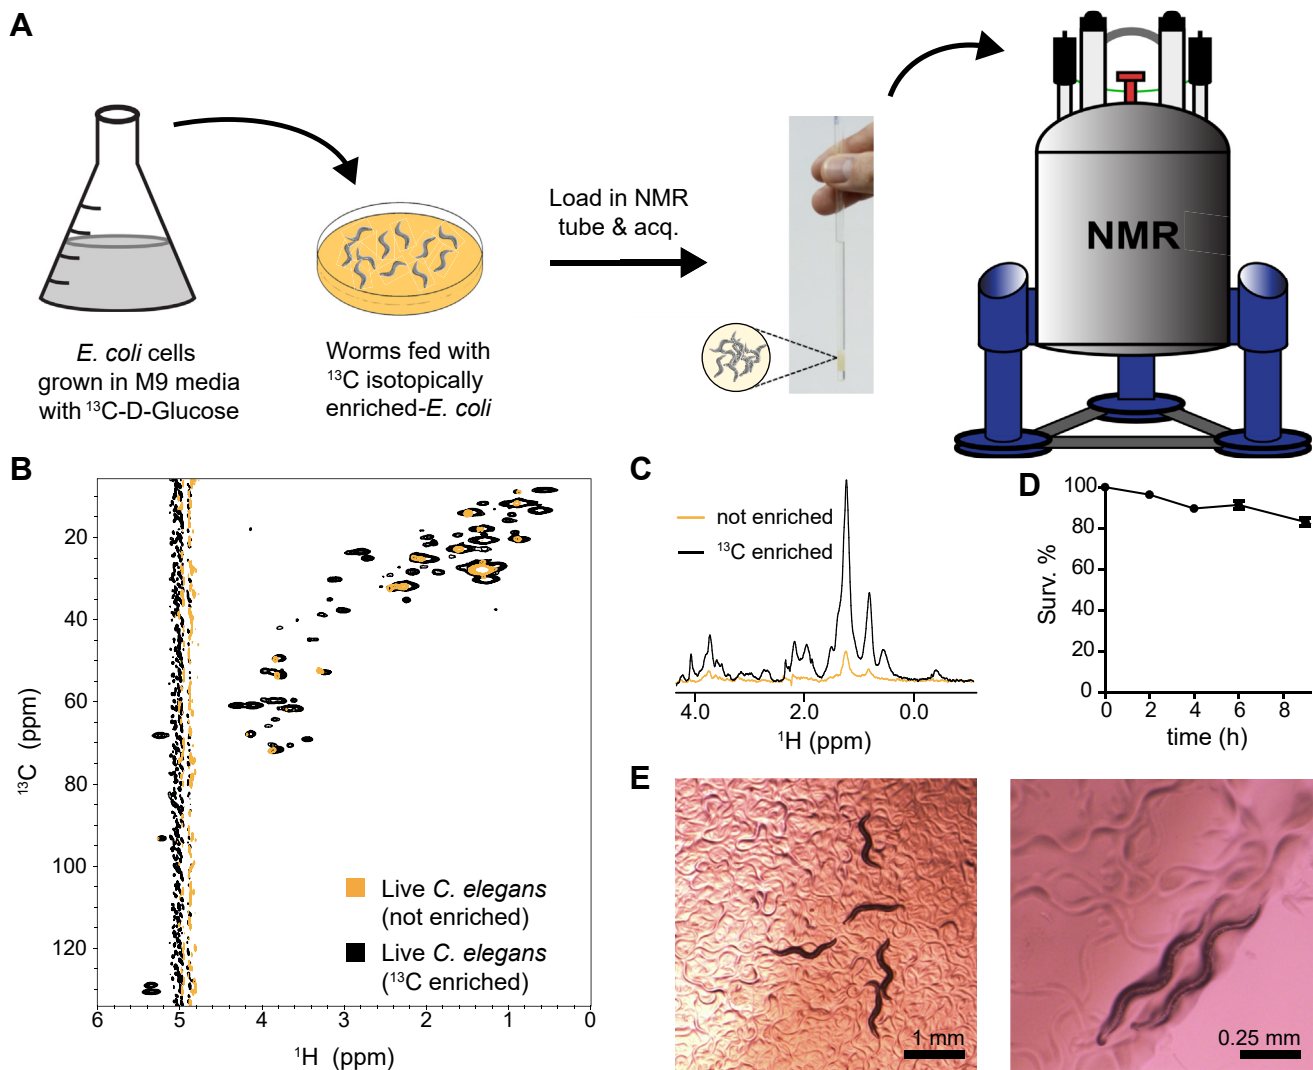 A
Load in NMR
tube & acq.
NMR
E. coli cells
grown in M9 media
with ¹³C-D-Glucose
Worms fed with
¹³C isotopically
enriched-E. coli
B
20
40
60
80
100
120
¹³C (ppm)
6 5 4 3 2 1 0
¹H (ppm)
Live C. elegans
(not enriched)
Live C. elegans
(¹³C enriched)
C
not enriched
¹³C enriched
4.0 2.0 0.0
¹H (ppm)
D
100
80
60
40
20
0
Surv. %
0 2 4 6 8
time (h)
E
1 mm
0.25 mm